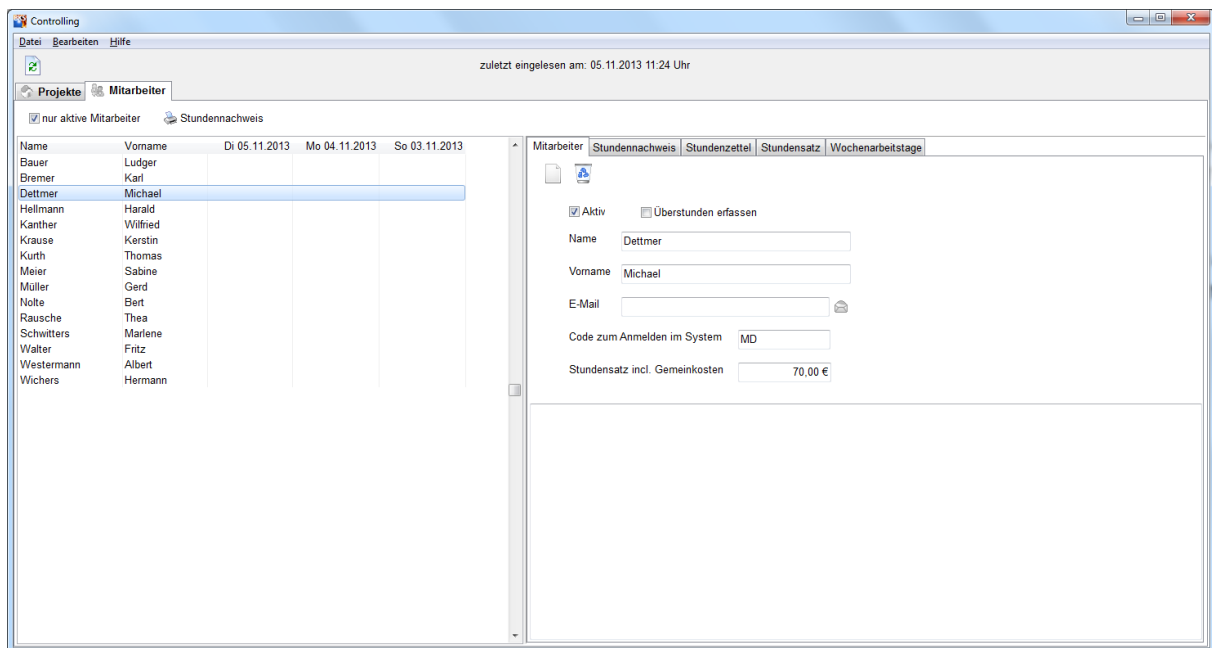 Controlling
Datei Bearbeiten Hilfe
zuletzt eingelesen am: 05.11.2013 11:24 Uhr
Projekte Mitarbeiter
nur aktive Mitarbeiter Stundennachweis
Name Vorname Di 05.11.2013 Mo 04.11.2013 So 03.11.2013
Bauer Ludger
Bremer Karl
Dettmer Michael
Hellmann Harald
Kanther Wilfried
Krause Kerstin
Kurth Thomas
Meier Sabine
Müller Gerd
Nolte Bert
Rausche Thea
Schwitters Marlene
Walter Fritz
Westermann Albert
Wichers Hermann
Mitarbeiter Stundennachweis Stundenzettel Stundensatz Wochenarbeitstage
Aktiv Überstunden erfassen
Name Dettmer
Vorname Michael
E-Mail
Code zum Anmelden im System MD
Stundensatz incl. Gemeinkosten 70,00 €